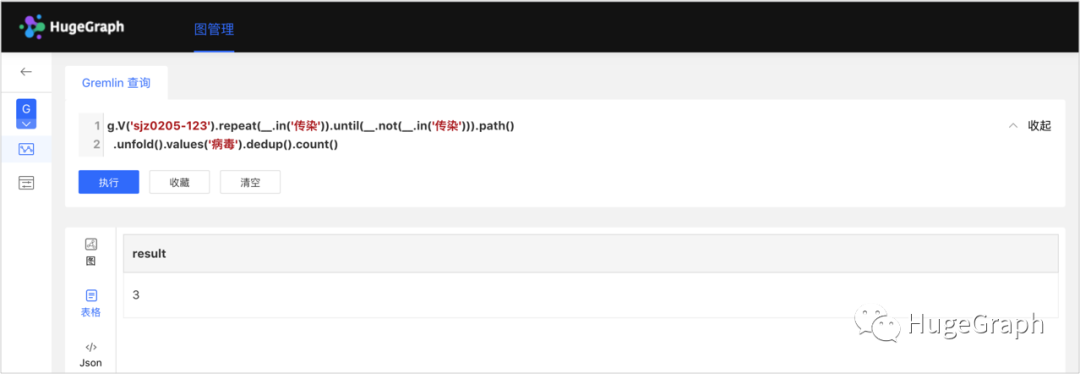 HugeGraph
图管理
G
Gremlin 查询
1 g.V('sjz0205-123').repeat(__.in('传染')).until(__.not(__.in('传染'))).path()
2 .unfold().values('病毒').dedup().count()
收起
执行
收藏
清空
图
表格
</>
Json
result
3
HugeGraph